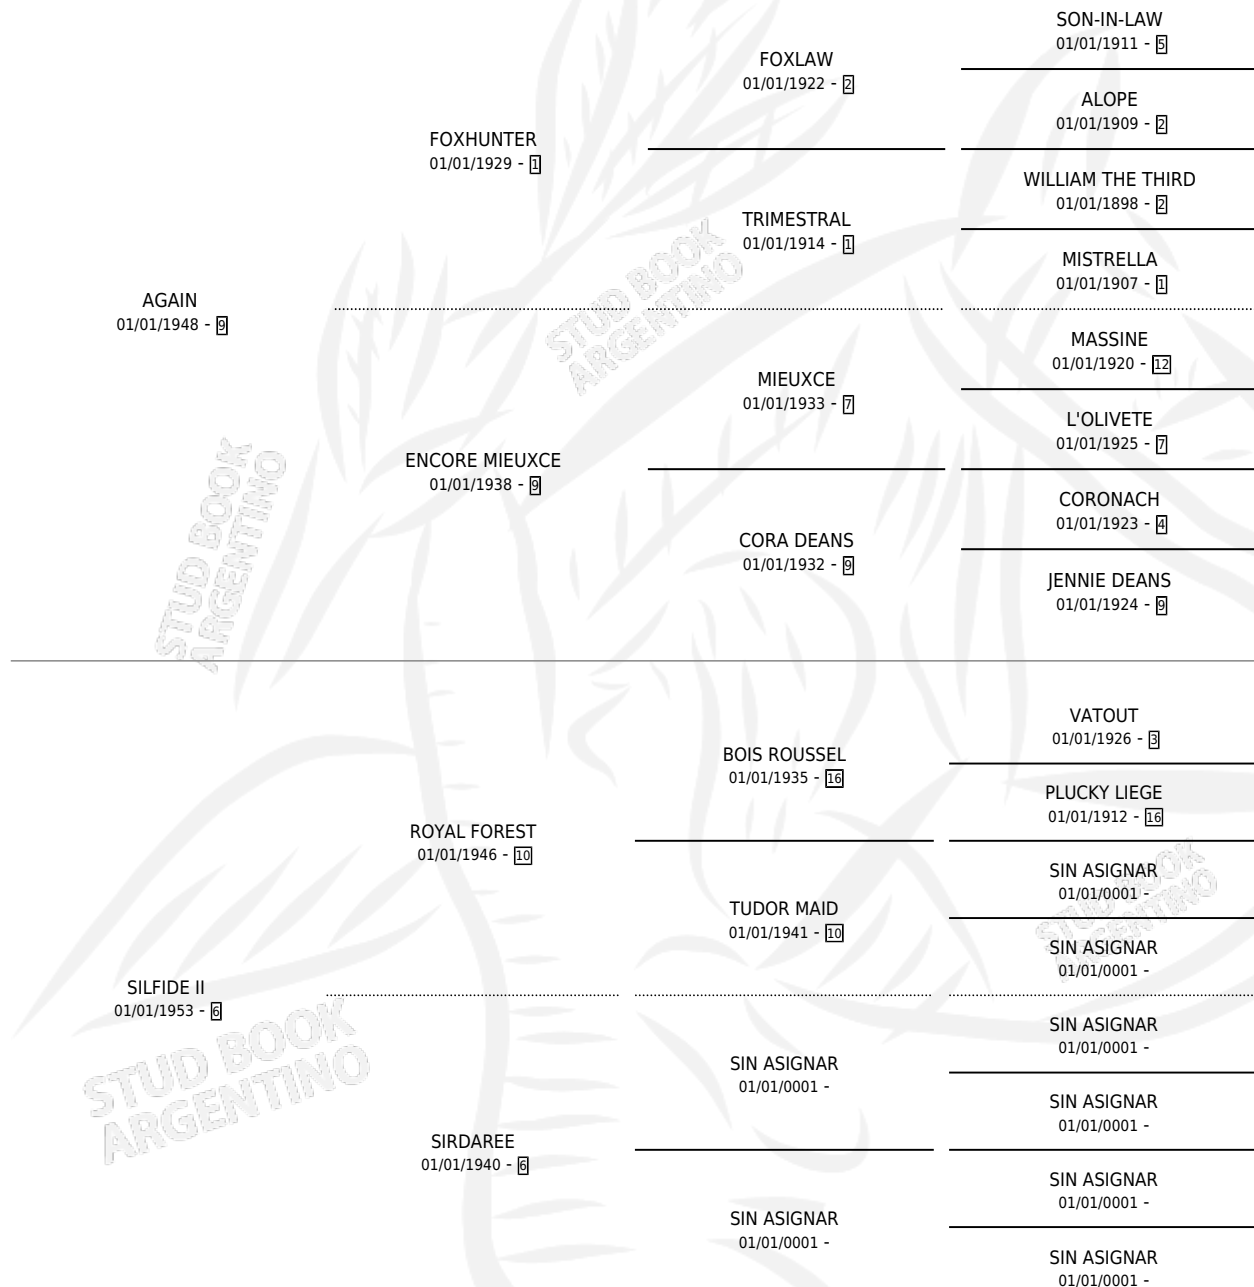 SON-IN-LAW
01/01/1911 - 5
FOXLAW
01/01/1922 - 2
ALOPE
01/01/1909 - 2
FOXHUNTER
01/01/1929 - 1
WILLIAM THE THIRD
01/01/1898 - 2
TRIMESTRAL
01/01/1914 - 1
MISTRELLA
01/01/1907 - 1
AGAIN
01/01/1948 - 9
MASSINE
01/01/1920 - 12
MIEUXCE
01/01/1933 - 7
L'OLIVETE
01/01/1925 - 7
ENCORE MIEUXCE
01/01/1938 - 9
CORONACH
01/01/1923 - 4
CORA DEANS
01/01/1932 - 9
JENNIE DEANS
01/01/1924 - 9
STUD BOOK
ARGENTINO
STUD BOOK
ARGENTINO
VATOUT
01/01/1926 - 3
BOIS ROUSSEL
01/01/1935 - 16
PLUCKY LIEGE
01/01/1912 - 16
ROYAL FOREST
01/01/1946 - 10
SIN ASIGNAR
01/01/0001 -
TUDOR MAID
01/01/1941 - 10
SIN ASIGNAR
01/01/0001 -
STUD BOOK
ARGENTINO
SILFIDE II
01/01/1953 - 6
SIN ASIGNAR
01/01/0001 -
SIN ASIGNAR
01/01/0001 -
SIN ASIGNAR
01/01/0001 -
STUD BOOK
ARGENTINO
SIRDAREE
01/01/1940 - 6
SIN ASIGNAR
01/01/0001 -
SIN ASIGNAR
01/01/0001 -
SIN ASIGNAR
01/01/0001 -